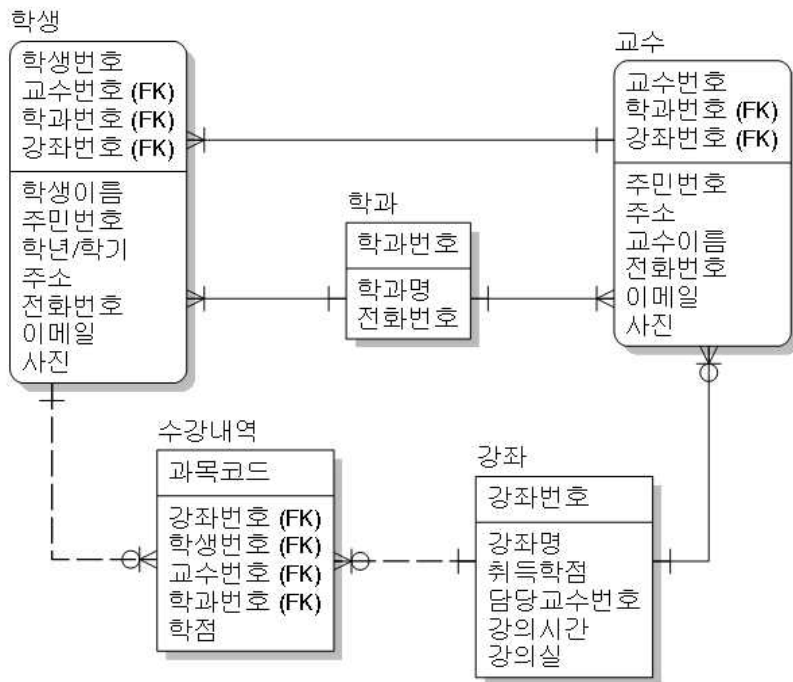 학생
학생번호
교수번호 (FK)
학과번호 (FK)
강좌번호 (FK)
학생이름
주민번호
학년/학기
주소
전화번호
이메일
사진
교수
교수번호
학과번호 (FK)
강좌번호 (FK)
주민번호
주소
교수이름
전화번호
이메일
사진
학과
학과번호
학과명
전화번호
수강내역
과목코드
강좌번호 (FK)
학생번호 (FK)
교수번호 (FK)
학과번호 (FK)
학점
강좌
강좌번호
강좌명
취득학점
담당교수번호
강의시간
강의실